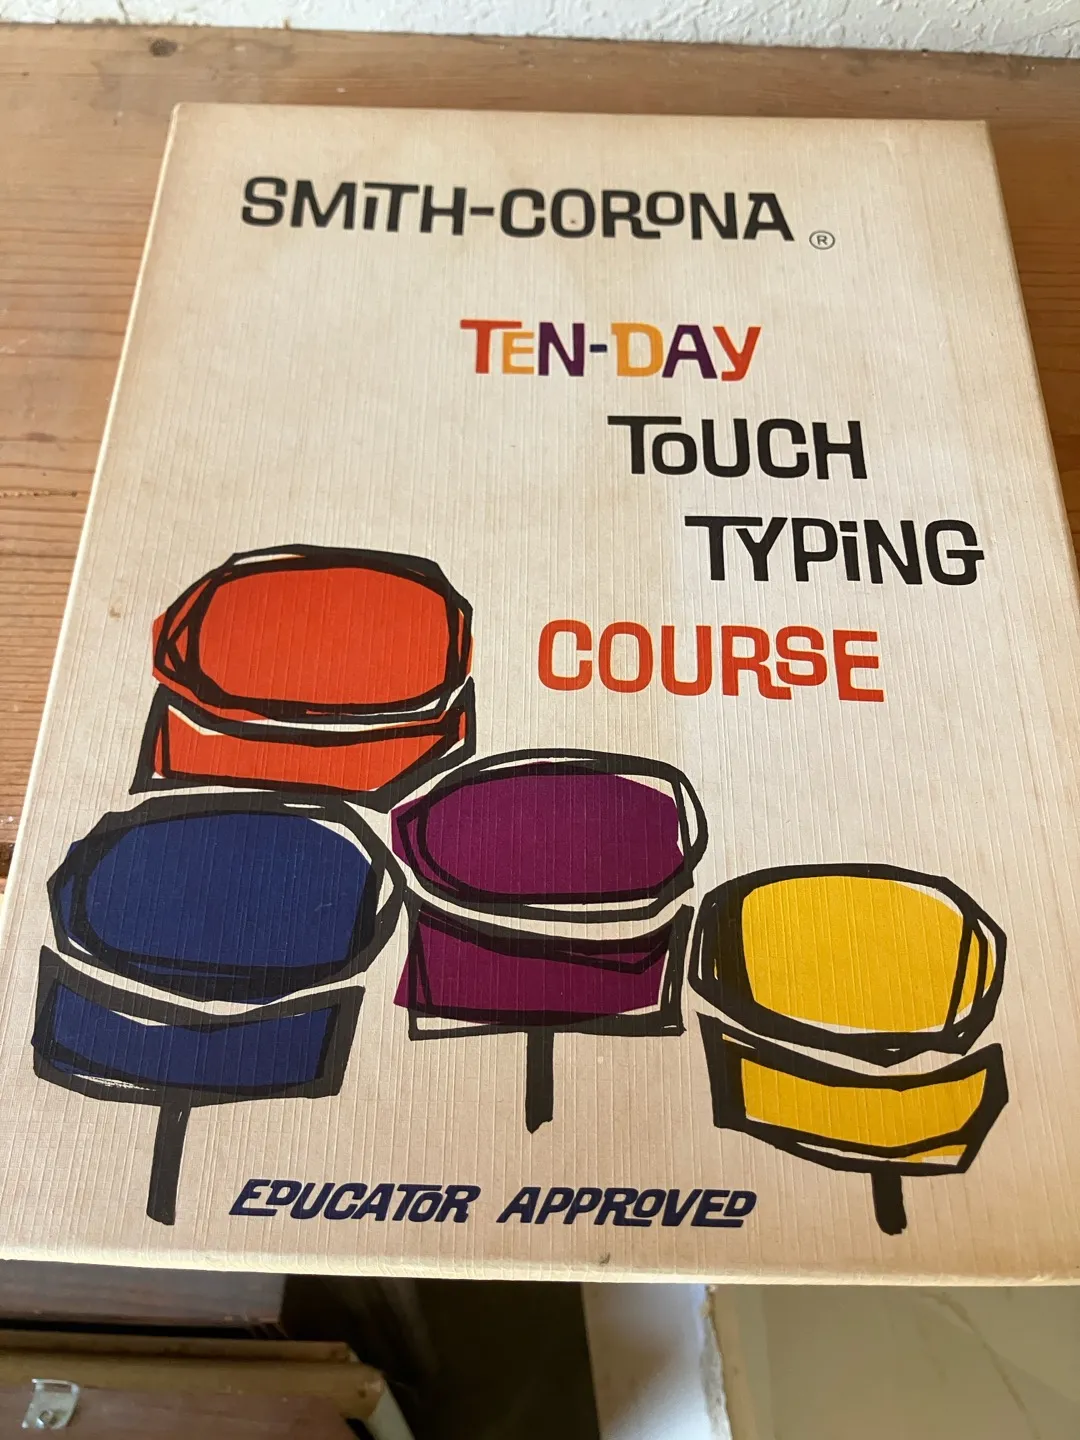 SMiTH-CORONA ®
TEN-DAY
TOUCH
TYPiNG
COURSE
EDUCATOR APPROVED